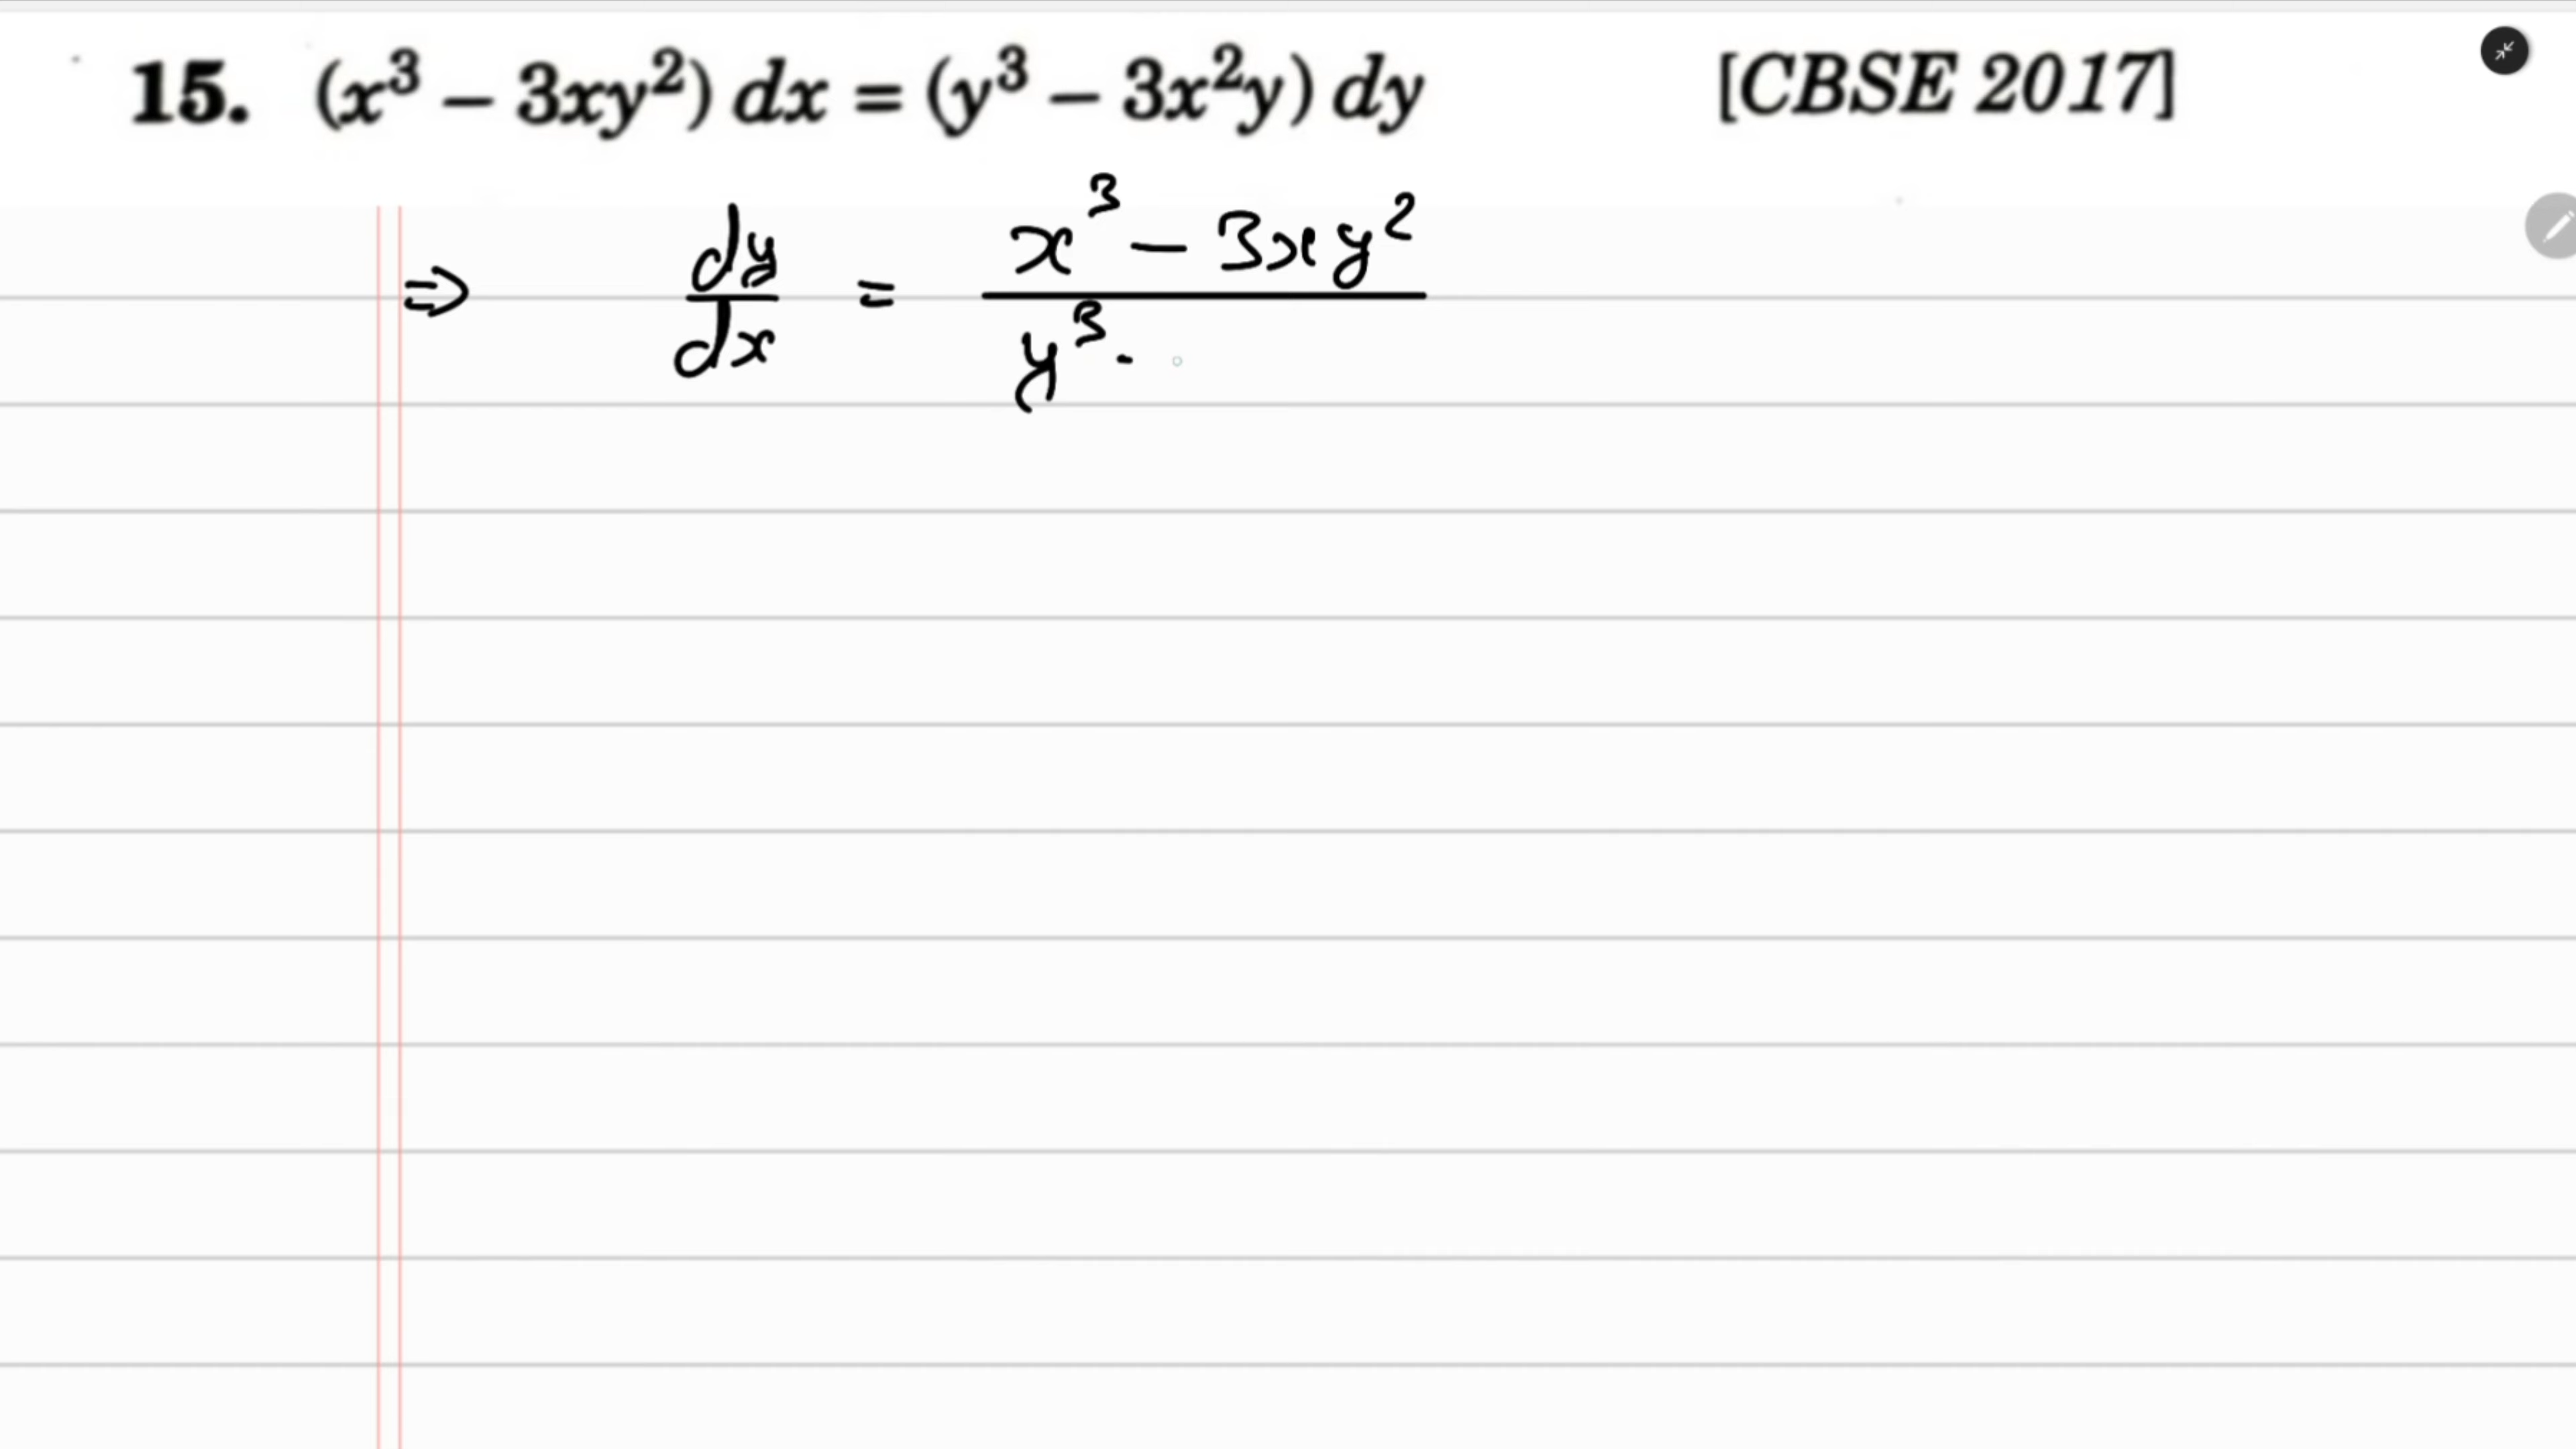 15. (x³ – 3xy²) dx = (y³ – 3x²y) dy [CBSE 2017]
⇒ dy/dx = x³ – 3xy² / y³ -